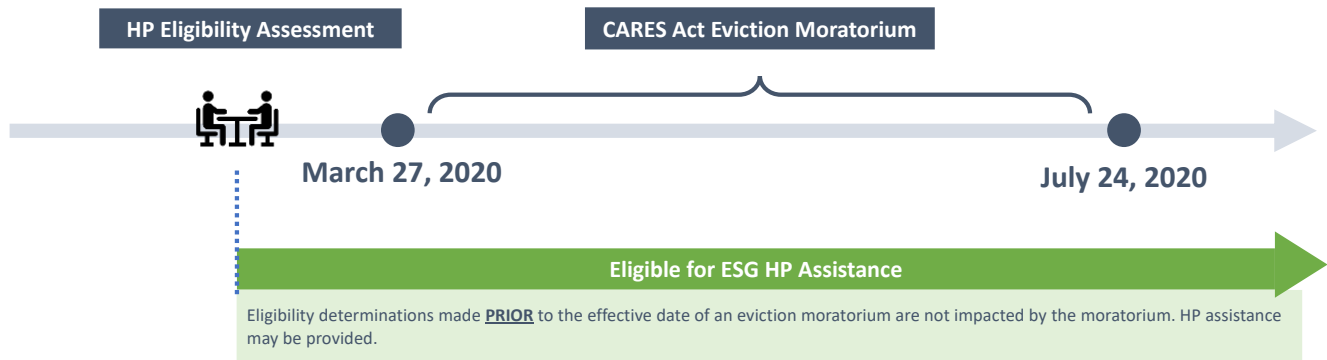 HP Eligibility Assessment
CARES Act Eviction Moratorium
March 27, 2020
July 24, 2020
Eligible for ESG HP Assistance
Eligibility determinations made PRIOR to the effective date of an eviction moratorium are not impacted by the moratorium. HP assistance
may be provided.